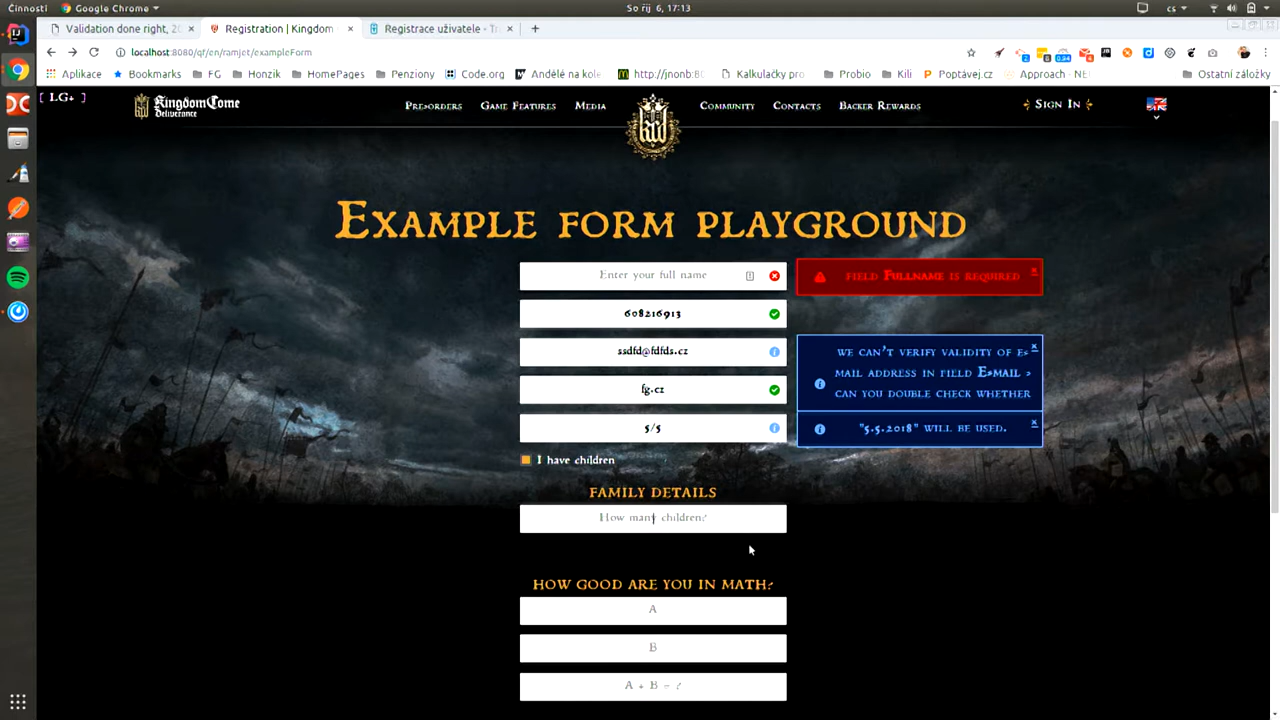 Činnosti
Google Chrome
So říj 6, 17:13
cs
Validation done right, 20
Registration | Kingdom
Registrace uživatele - Tr
localhost:8080/qf/en/ramjet/exampleForm
Aplikace
Bookmarks
FG
Honzik
HomePages
Penziony
Code.org
Andělé na kole
http://jnonb:80
Kalkulačky pro
Probio
Kili
Poptávej.cz
Approach - NE
Ostatní záložky
[ LG+ ]
Kingdom Come
Deliverance
Pre-orders
Game Features
Media
Community
Contacts
Backer Rewards
Sign In
Example form playground
Enter your full name
field Fullname is required
608216913
ssdfd@fdfds.cz
we can't verify validity of e-
mail address in field E-mail -
can you double check whether
fg.cz
5/5
"5.5.2018" will be used.
I have children
FAMILY DETAILS
How many children?
HOW GOOD ARE YOU IN MATH?
A
B
A + B = ?